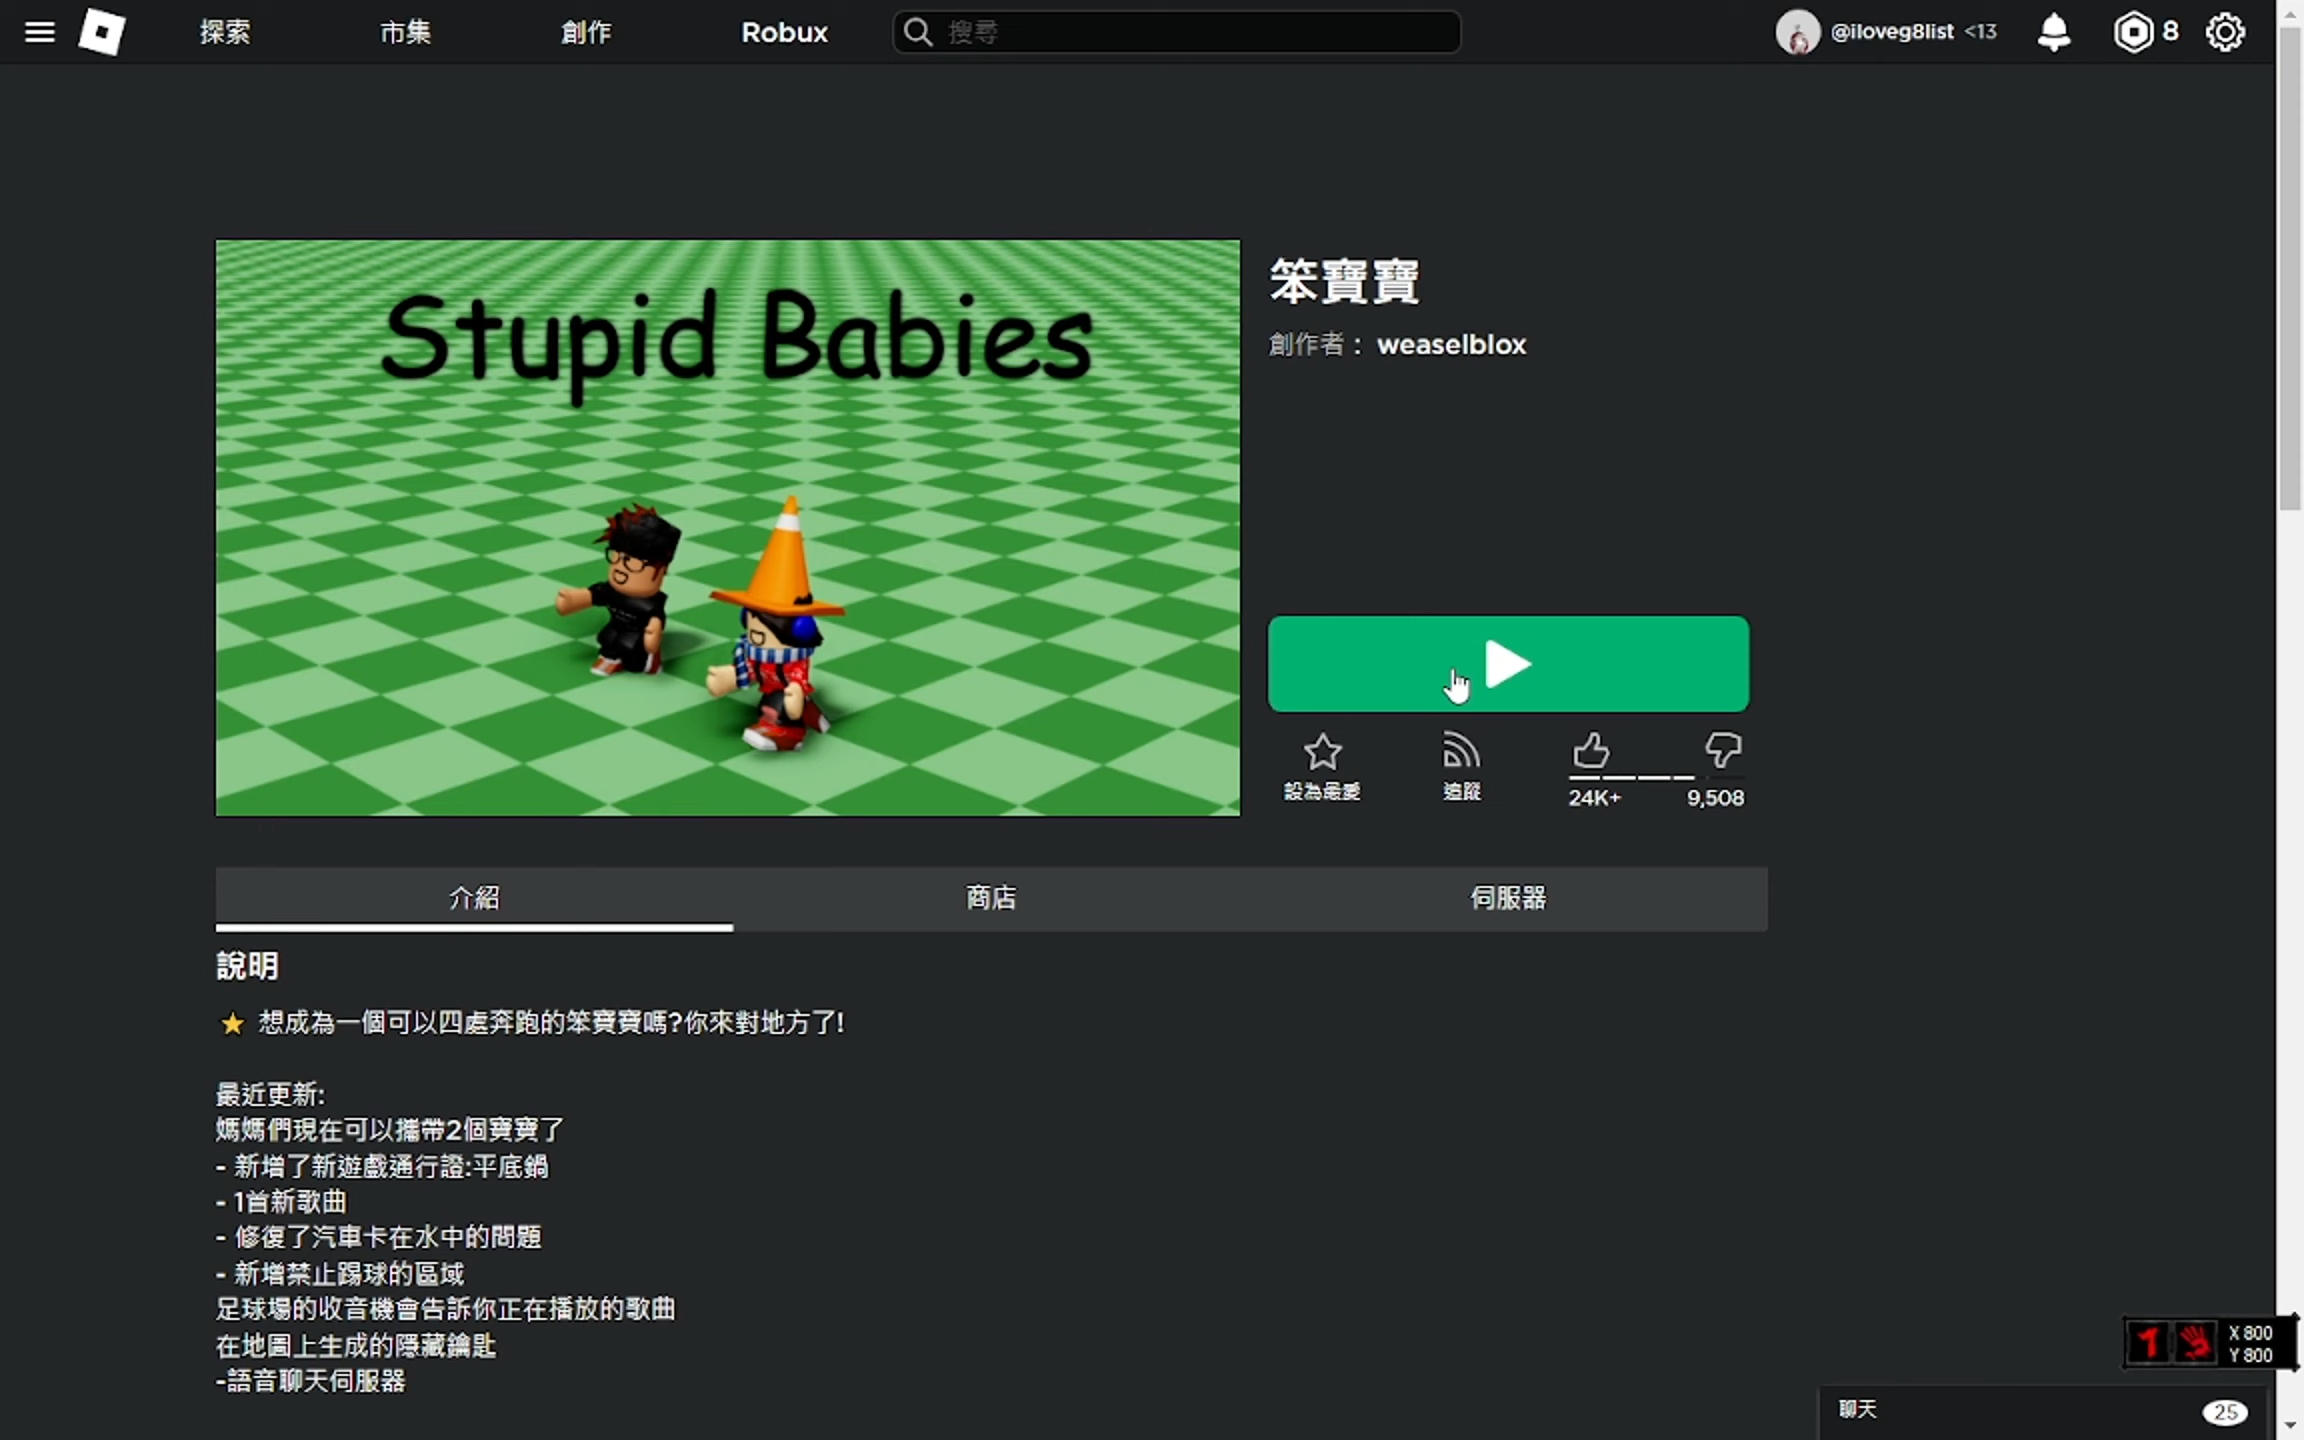 探索
市集
創作
Robux
搜尋
@iloveg8list <13
8
Stupid Babies
笨寶寶
創作者： weaselblox
設為最愛
追蹤
24K+
9,508
介紹
商店
伺服器
說明
想成為一個可以四處奔跑的笨寶寶嗎?你來對地方了!
最近更新:
媽媽們現在可以攜帶2個寶寶了
- 新增了新遊戲通行證:平底鍋
- 1首新歌曲
- 修復了汽車卡在水中的問題
- 新增禁止踢球的區域
足球場的收音機會告訴你正在播放的歌曲
在地圖上生成的隱藏鑰匙
-語音聊天伺服器
X 800
Y 800
聊天
25